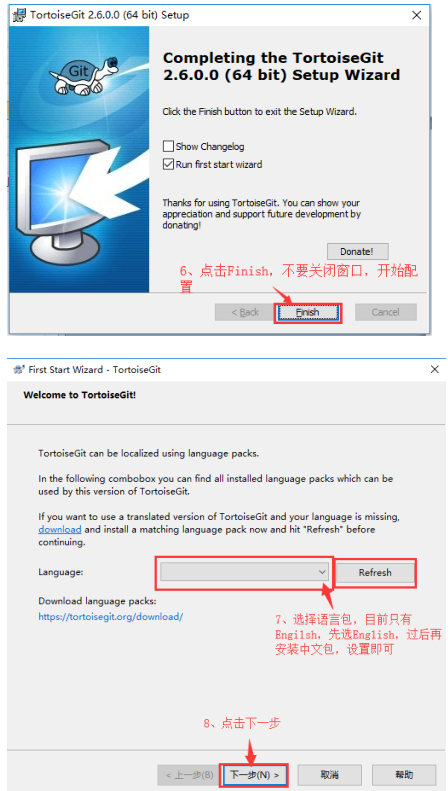 TortoiseGit 2.6.0.0 (64 bit) Setup
Git
Completing the TortoiseGit
2.6.0.0 (64 bit) Setup Wizard
Click the Finish button to exit the Setup Wizard.
Show Changelog
Run first start wizard
Thanks for using TortoiseGit. You can show your
appreciation and support future development by
donating!
Donate!
6、点击Finish，不要关闭窗口，开始配
置
< Back
Finish
Cancel
First Start Wizard - TortoiseGit
Welcome to TortoiseGit!
TortoiseGit can be localized using language packs.
In the following combobox you can find all installed language packs which can be
used by this version of TortoiseGit.
If you want to use a translated version of TortoiseGit and your language is missing,
download and install a matching language pack now and hit "Refresh" before
continuing.
Language:
Refresh
Download language packs:
https://tortoisegit.org/download/
7、选择语言包，目前只有
Engilsh，先选English，过后再
安装中文包，设置即可
8、点击下一步
< 上一步(B)
下一步(N) >
取消
帮助